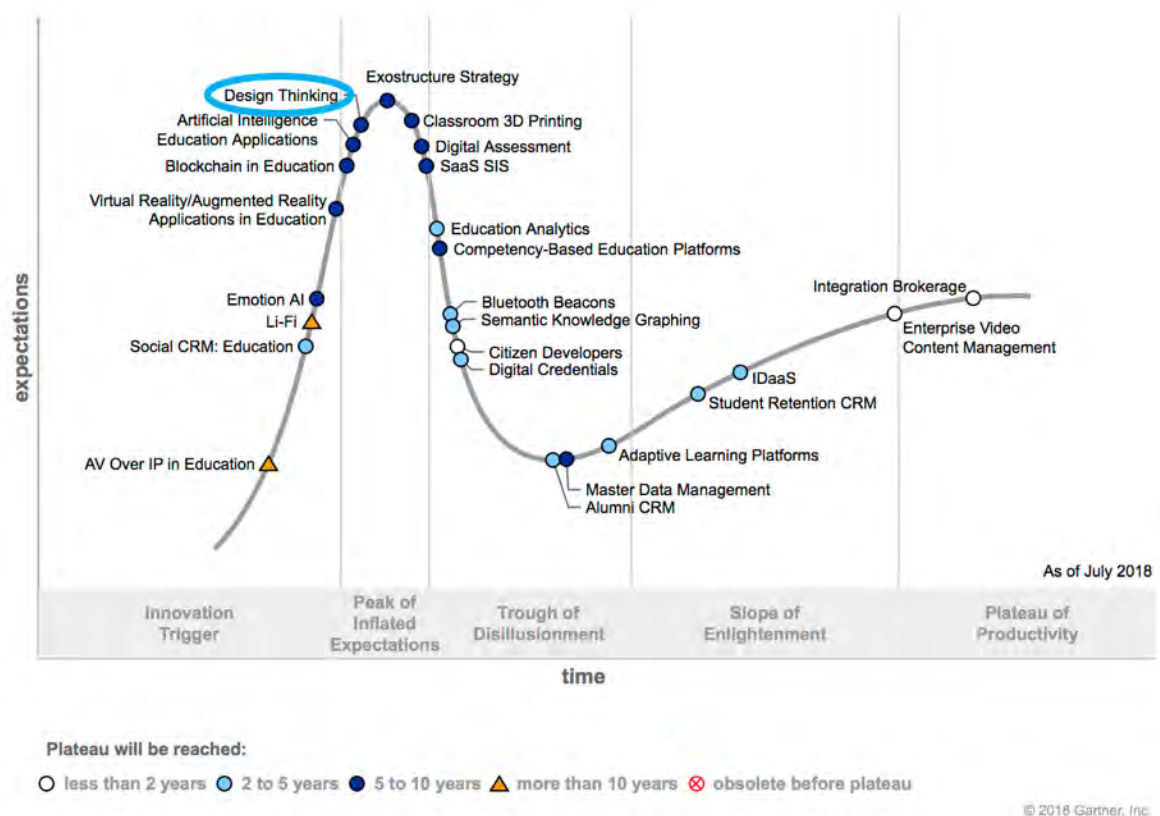 Exostructure Strategy
Design Thinking
Artificial Intelligence
Education Applications
Blockchain in Education
Virtual Reality/Augmented Reality
Applications in Education
Emotion AI
Li-Fi
Social CRM: Education
AV Over IP in Education
Classroom 3D Printing
Digital Assessment
SaaS SIS
Education Analytics
Competency-Based Education Platforms
Bluetooth Beacons
Semantic Knowledge Graphing
Citizen Developers
Digital Credentials
Adaptive Learning Platforms
Master Data Management
Alumni CRM
Student Retention CRM
IDaaS
Integration Brokerage
Enterprise Video
Content Management
expectations
As of July 2018
Innovation
Trigger
Peak of
Inflated
Expectations
Trough of
Disillusionment
Slope of
Enlightenment
Plateau of
Productivity
time
Plateau will be reached:
less than 2 years
2 to 5 years
5 to 10 years
more than 10 years
obsolete before plateau
© 2018 Gartner, Inc.